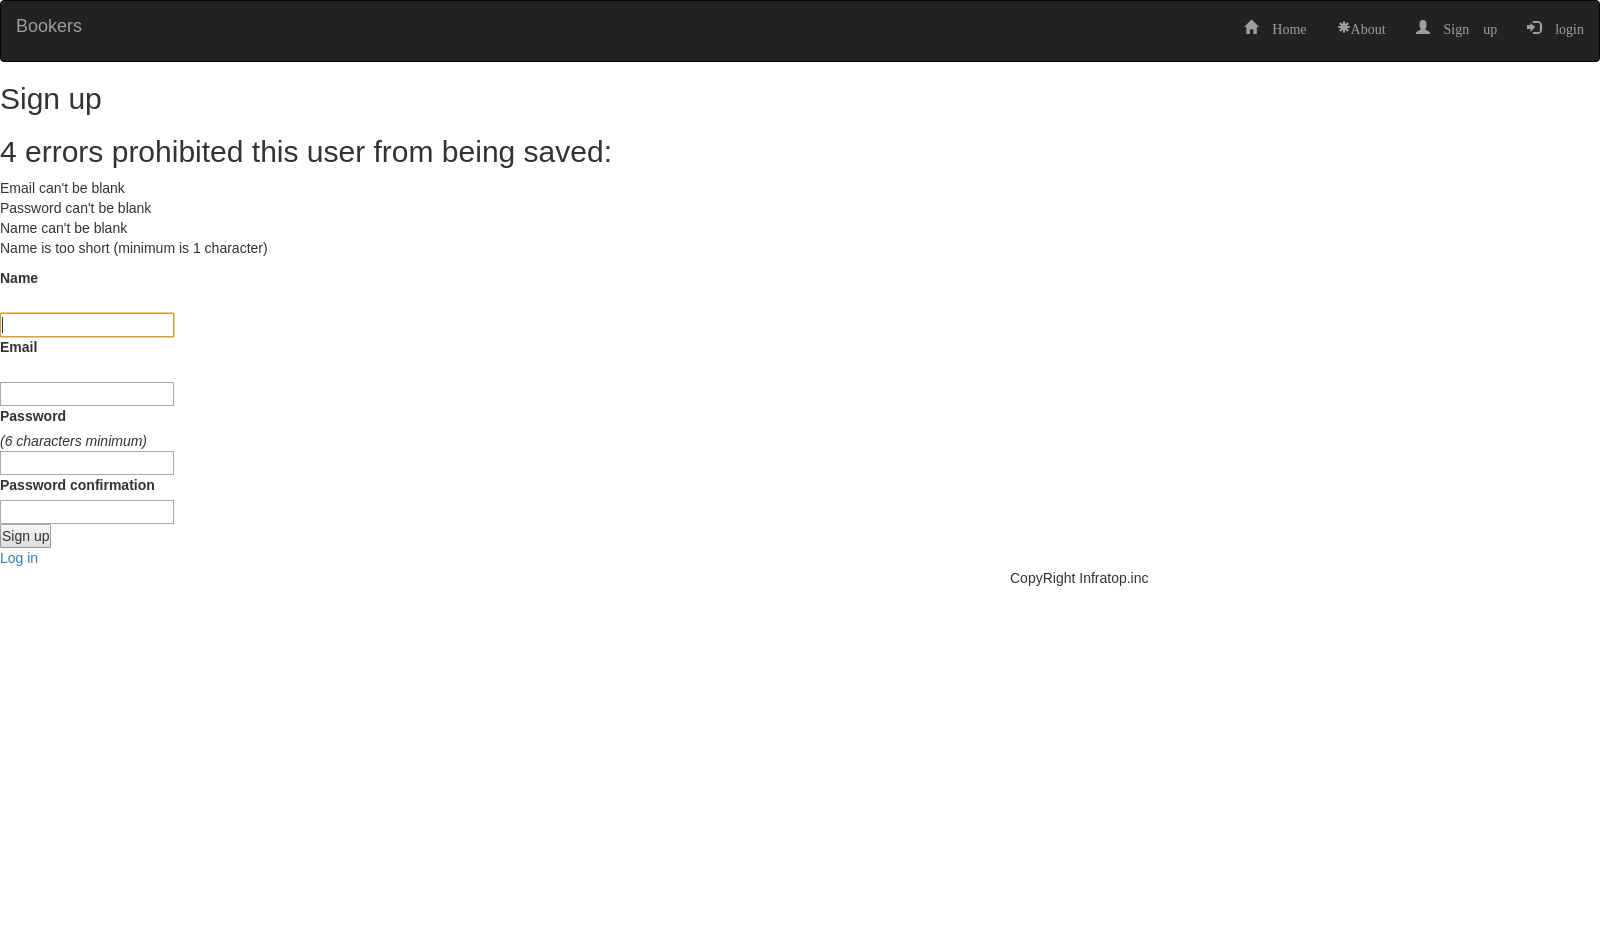 Bookers Home About Sign up login
Sign up
4 errors prohibited this user from being saved:
Email can't be blank
Password can't be blank
Name can't be blank
Name is too short (minimum is 1 character)
Name
Email
Password
(6 characters minimum)
Password confirmation
Sign up
Log in
CopyRight Infratop.inc